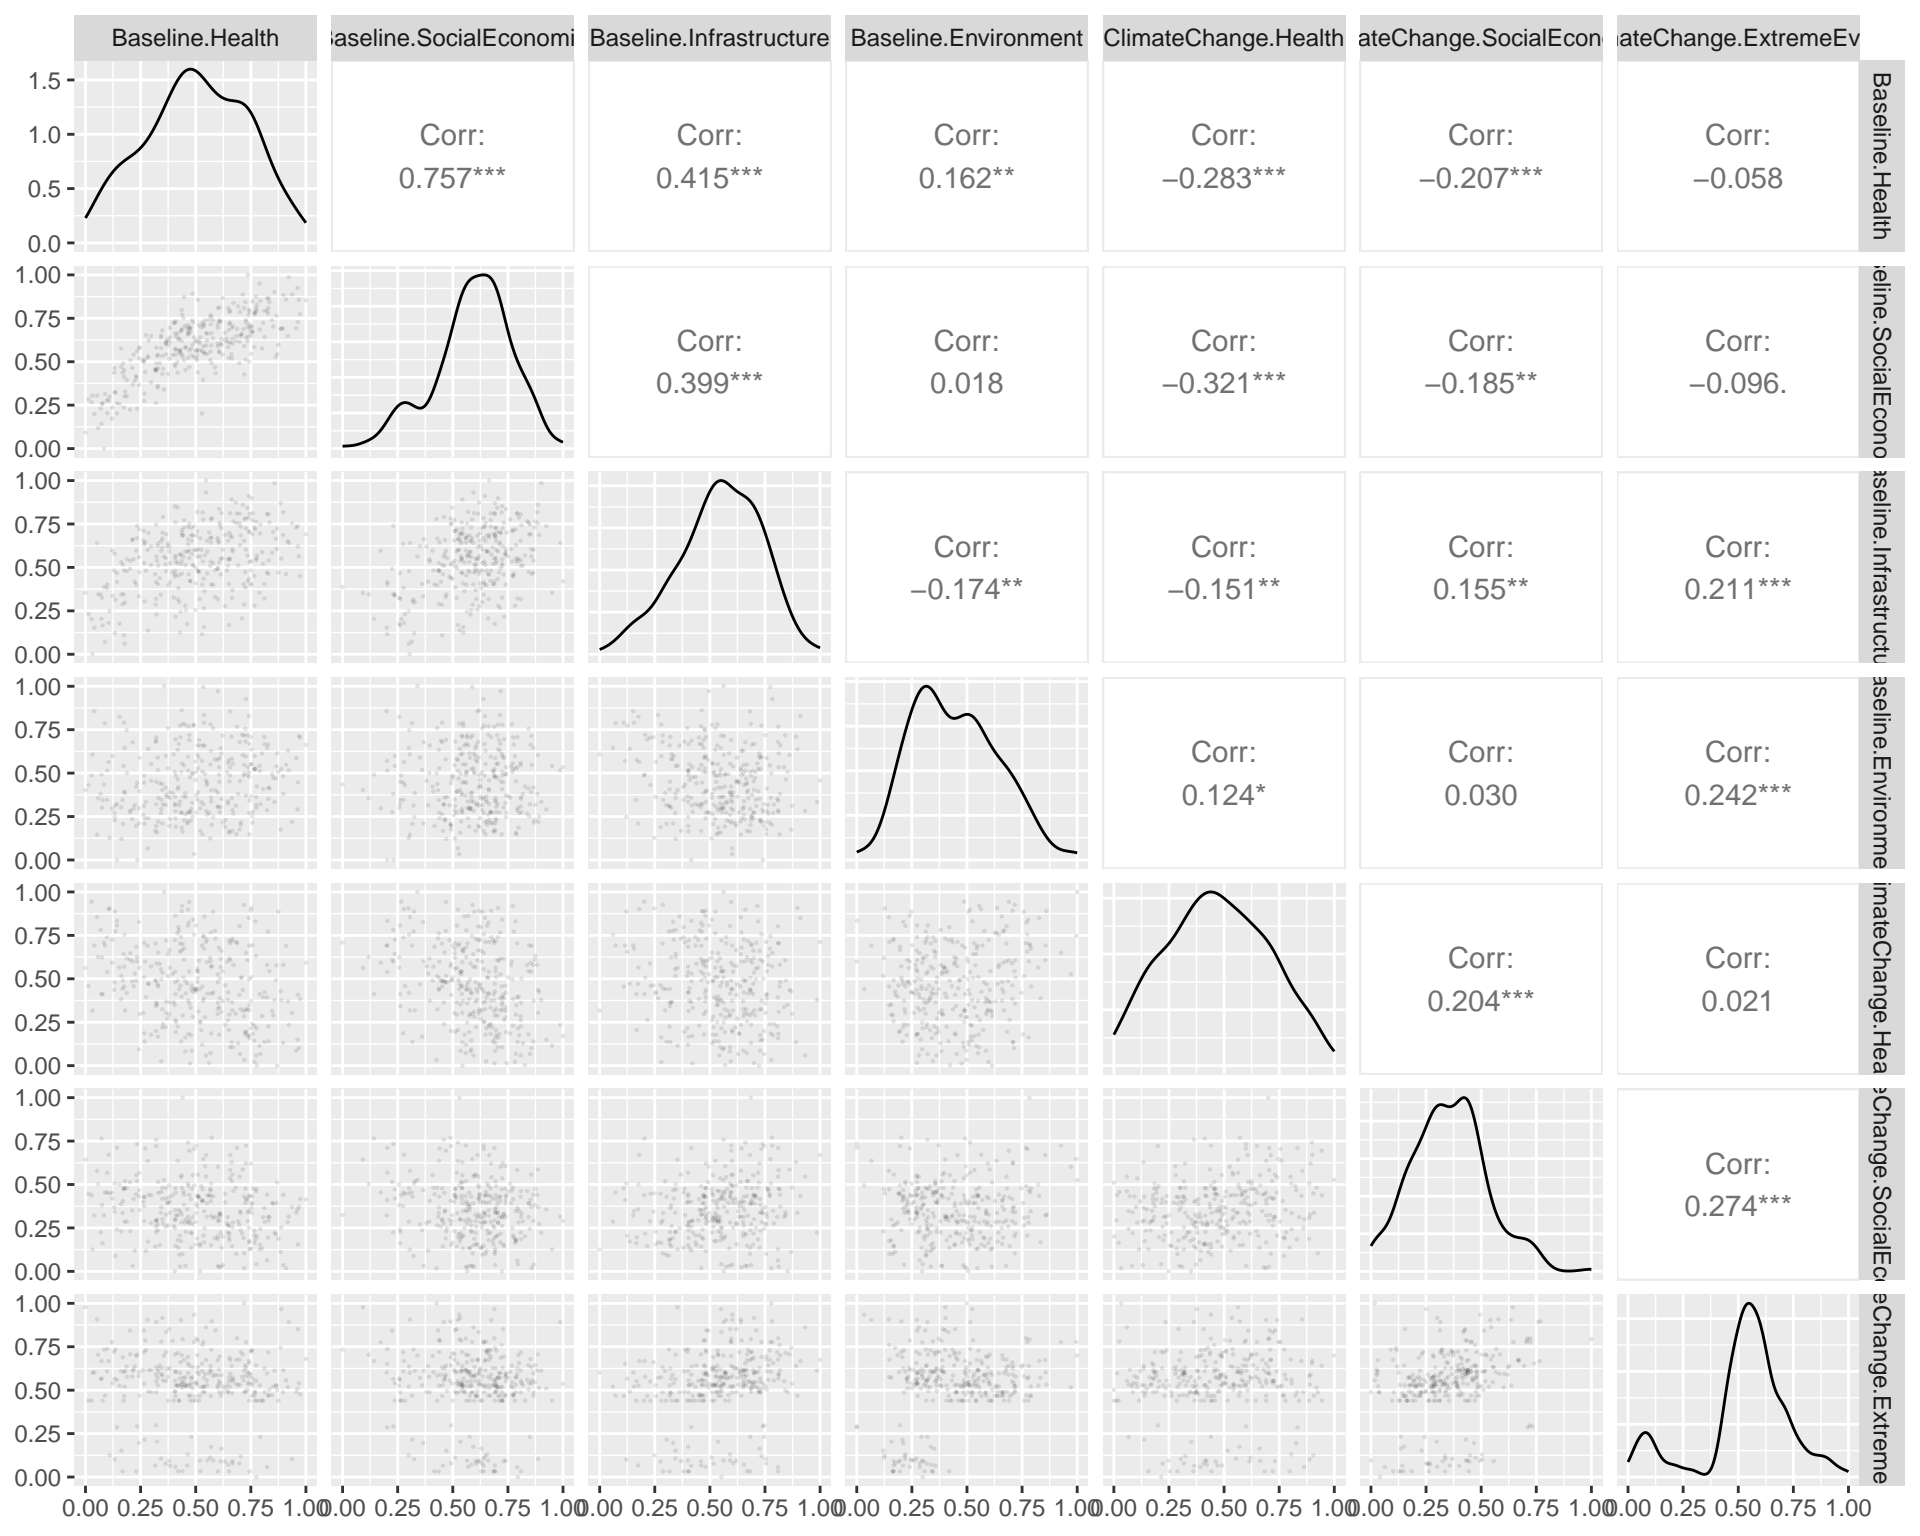 Baseline.Health
Baseline.SocialEconomi
Baseline.Infrastructure
Baseline.Environment
ClimateChange.Health
ateChange.SocialEcon
ateChange.ExtremeEv
1.5
1.0
0.5
0.0
Corr:
0.757***
Corr:
0.415***
Corr:
0.162**
Corr:
−0.283***
Corr:
−0.207***
Corr:
−0.058
Baseline.Health
1.00
0.75
0.50
0.25
0.00
Corr:
0.399***
Corr:
0.018
Corr:
−0.321***
Corr:
−0.185**
Corr:
−0.096.
eline.SocialEcono
1.00
0.75
0.50
0.25
0.00
Corr:
−0.174**
Corr:
−0.151**
Corr:
0.155**
Corr:
0.211***
aseline.Infrastructu
1.00
0.75
0.50
0.25
0.00
Corr:
0.124*
Corr:
0.030
Corr:
0.242***
aseline.Environme
1.00
0.75
0.50
0.25
0.00
Corr:
0.204***
Corr:
0.021
imateChange.Hea
1.00
0.75
0.50
0.25
0.00
Corr:
0.274***
eChange.SocialEco
1.00
0.75
0.50
0.25
0.00
eChange.Extreme
0.00 0.25 0.50 0.75 1.00
0.00 0.25 0.50 0.75 1.00
0.00 0.25 0.50 0.75 1.00
0.00 0.25 0.50 0.75 1.00
0.00 0.25 0.50 0.75 1.00
0.00 0.25 0.50 0.75 1.00
0.00 0.25 0.50 0.75 1.00